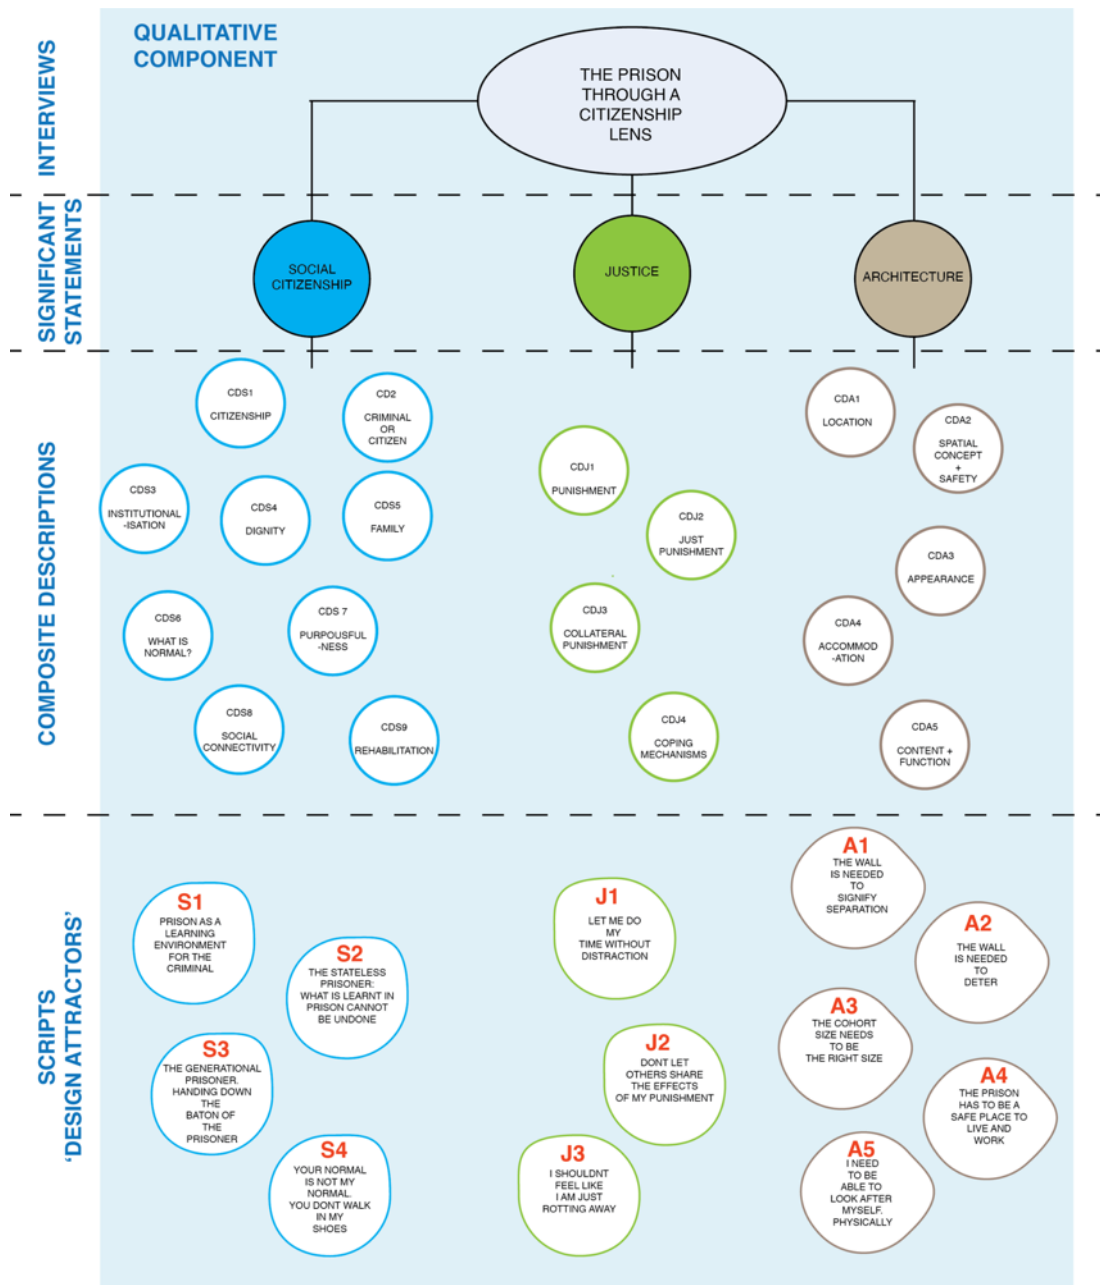 QUALITATIVE
COMPONENT
INTERVIEWS
THE PRISON
THROUGH A
CITIZENSHIP
LENS
SIGNIFICANT
STATEMENTS
SOCIAL
CITIZENSHIP
JUSTICE
ARCHITECTURE
COMPOSITE DESCRIPTIONS
CDS1
CITIZENSHIP
CD2
CRIMINAL
OR
CITIZEN
CDS3
INSTITUTIONAL
-ISATION
CDS4
DIGNITY
CDS5
FAMILY
CDS6
WHAT IS
NORMAL?
CDS 7
PURPOUSFUL
-NESS
CDS8
SOCIAL
CONNECTIVITY
CDS9
REHABILITATION
CDJ1
PUNISHMENT
CDJ2
JUST
PUNISHMENT
CDJ3
COLLATERAL
PUNISHMENT
CDJ4
COPING
MECHANISMS
CDA1
LOCATION
CDA2
SPATIAL
CONCEPT
+
SAFETY
CDA3
APPEARANCE
CDA4
ACCOMMOD
-ATION
CDA5
CONTENT +
FUNCTION
SCRIPTS
'DESIGN ATTRACTORS'
S1
PRISON AS A
LEARNING
ENVIRONMENT
FOR THE
CRIMINAL
S2
THE STATELESS
PRISONER:
WHAT IS LEARNT IN
PRISON CANNOT
BE UNDONE
S3
THE GENERATIONAL
PRISONER.
HANDING DOWN
THE
BATON OF
THE
PRISONER
S4
YOUR NORMAL
IS NOT MY
NORMAL.
YOU DONT WALK
IN MY
SHOES
J1
LET ME DO
MY
TIME WITHOUT
DISTRACTION
J2
DONT LET
OTHERS SHARE
THE EFFECTS
OF MY PUNISHMENT
J3
I SHOULDNT
FEEL LIKE
I AM JUST
ROTTING AWAY
A1
THE WALL
IS NEEDED
TO
SIGNIFY
SEPARATION
A2
THE WALL
IS NEEDED
TO
DETER
A3
THE COHORT
SIZE NEEDS
TO BE
THE RIGHT SIZE
A4
THE PRISON
HAS TO BE A
SAFE PLACE TO
LIVE AND
WORK
A5
I NEED
TO BE
ABLE TO
LOOK AFTER
MYSELF,
PHYSICALLY